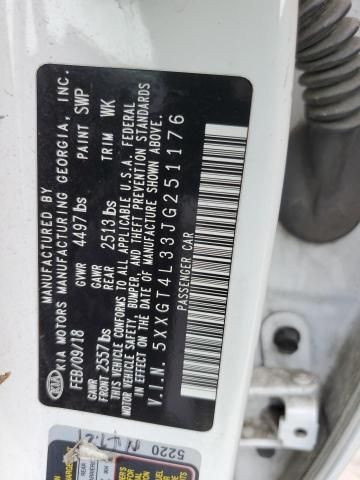 MANUFACTURED BY
KIA MOTORS MANUFACTURING GEORGIA, INC.
KIA
FEB/09/18 GVWR 4497 lbs PAINT SWP
GAWR FRONT 2557 lbs GAWR REAR 2513 lbs TRIM WK
THIS VEHICLE CONFORMS TO ALL APPLICABLE U.S.A. FEDERAL
MOTOR VEHICLE SAFETY, BUMPER, AND THEFT PREVENTION STANDARDS
IN EFFECT ON THE DATE OF MANUFACTURE SHOWN ABOVE.
V.I.N. 5XXGT4L33JG251176
PASSENGER CAR
5220